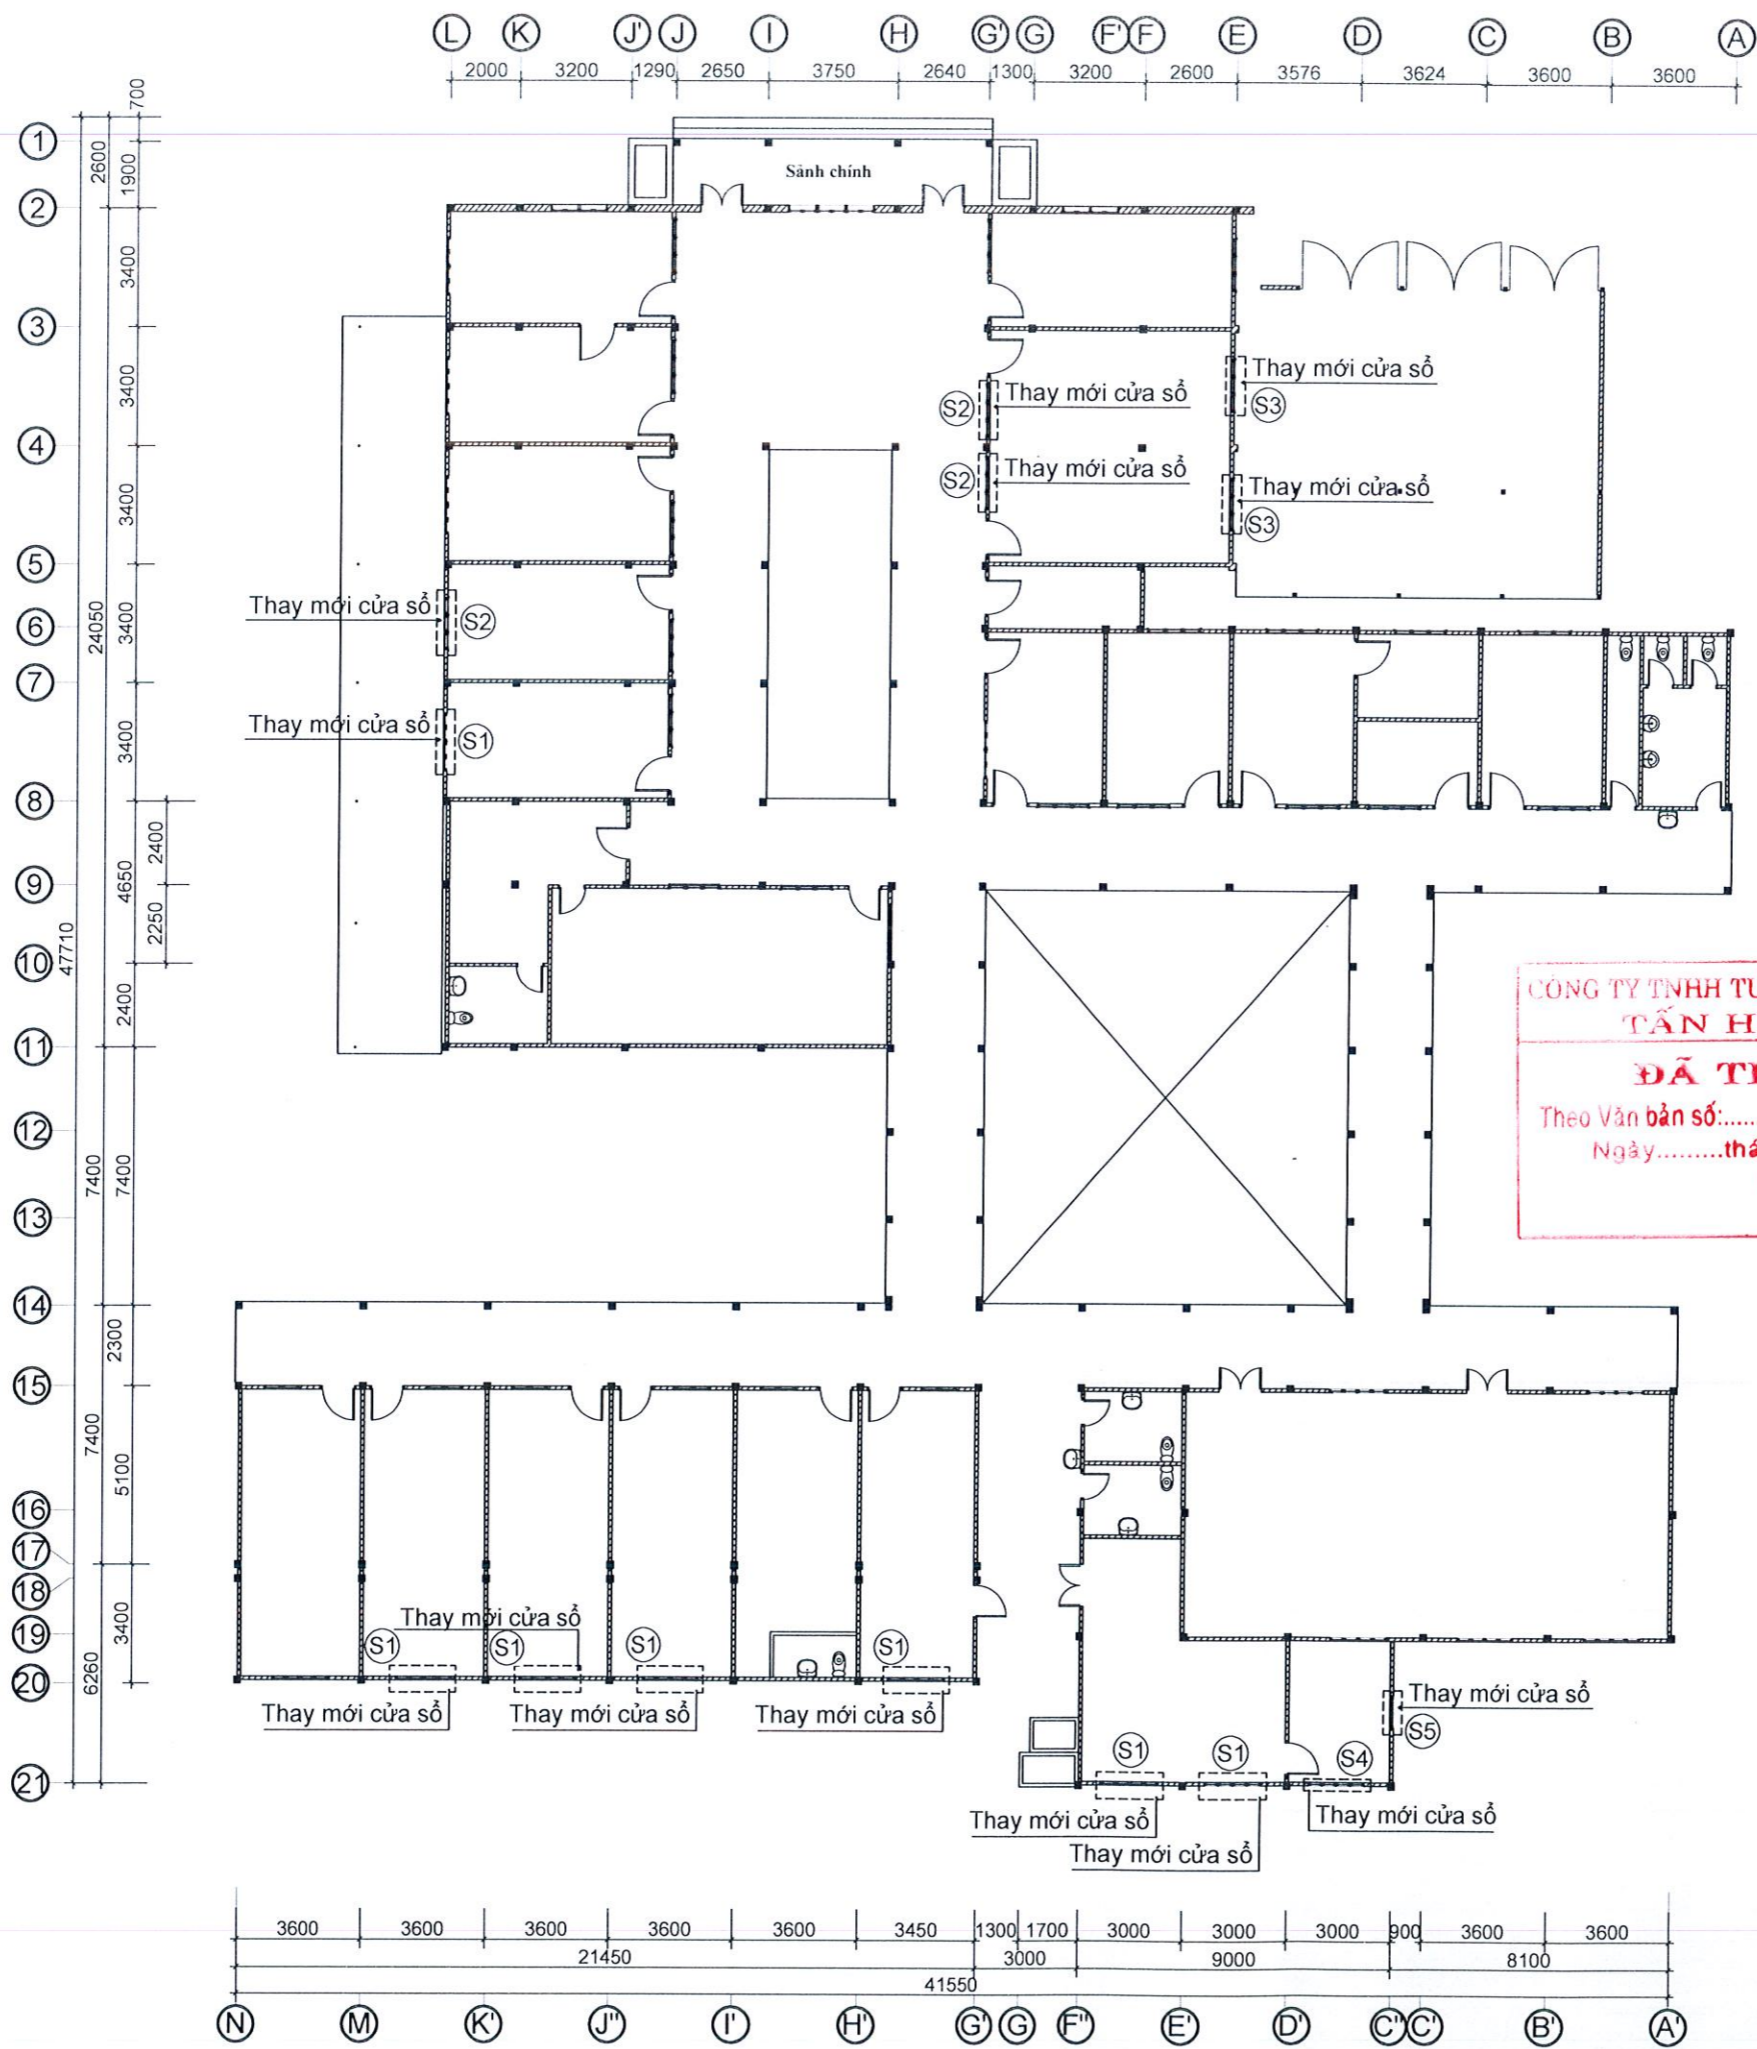 L K J' J I H G' G F' F E D C B A
2000 3200 1290 2650 3750 2640 1300 3200 2600 3576 3624 3600 3600
700
1
2600
1900
Sảnh chính
2
3400
3
3400
Thay mới cửa sổ
S3
Thay mới cửa sổ
S2
4
Thay mới cửa sổ
S2
3400
Thay mới cửa sổ
S3
5
Thay mới cửa sổ
S2
6
24050
3400
7
Thay mới cửa sổ
S1
3400
8
2400
4650
9
2250
47710
10
CÔNG TY TNHH TƯ
TẤN H
2400
11
ĐÃ T
Theo Văn bản số:......
Ngày.........thá
12
7400
7400
13
14
2300
15
7400
5100
16
17
18
3400
Thay mới cửa sổ
19
S1 S1 S1 S1
20
6260
Thay mới cửa sổ
Thay mới cửa sổ Thay mới cửa sổ Thay mới cửa sổ
S5
S1 S1 S4
21
Thay mới cửa sổ Thay mới cửa sổ
Thay mới cửa sổ
3600 3600 3600 3600 3600 3450 1300 1700 3000 3000 3000 900 3600 3600
21450 3000 9000 8100
41550
N M K' J" I' H' G' G F" E' D' C" C' B' A'